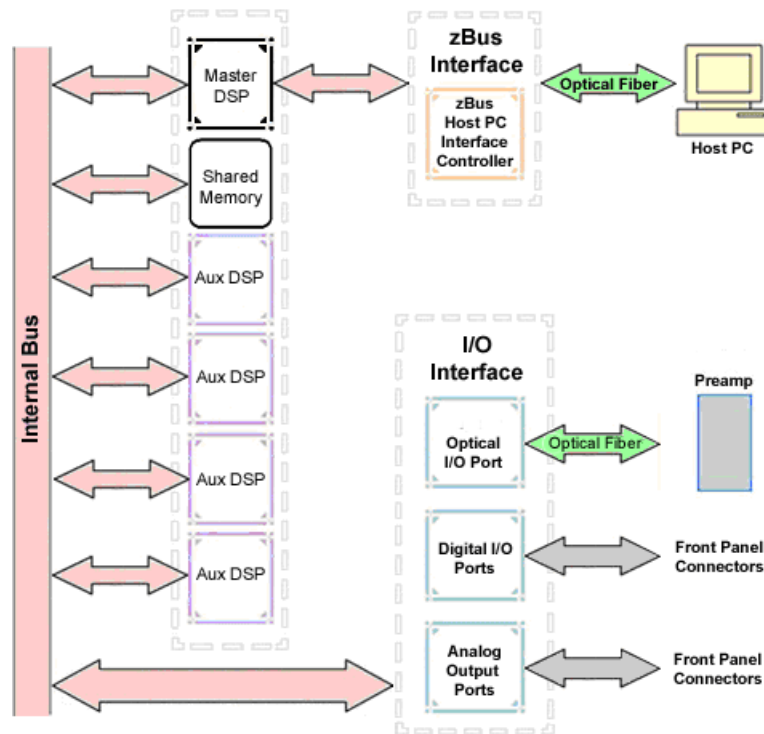 Internal Bus
Master
DSP
Shared
Memory
Aux DSP
Aux DSP
Aux DSP
Aux DSP
zBus
Interface
zBus
Host PC
Interface
Controller
Optical Fiber
Host PC
I/O
Interface
Optical
I/O Port
Optical Fiber
Preamp
Digital I/O
Ports
Front Panel
Connectors
Analog
Output
Ports
Front Panel
Connectors